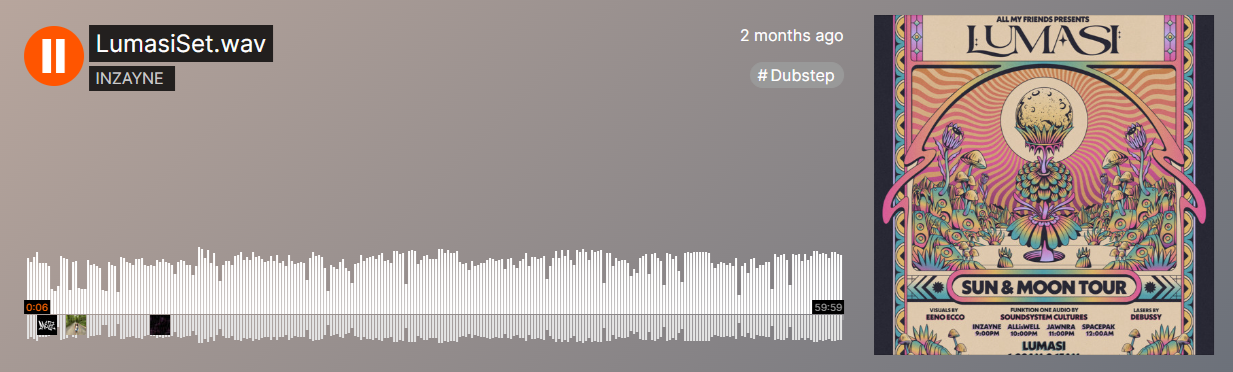 LumasiSet.wav
INZAYNE
2 months ago
# Dubstep
0:06
59:59
ALL MY FRIENDS PRESENTS
LUMASI
SUN & MOON TOUR
VISUALS BY
EENO ECCO
FUNKTION ONE AUDIO BY
SOUNDSYSTEM CULTURES
LASERS BY
DEBUSSY
INZAYNE
9:00PM
ALLiWELL
10:00PM
JAWNRA
11:00PM
SPACEPAK
12:00AM
LUMASI